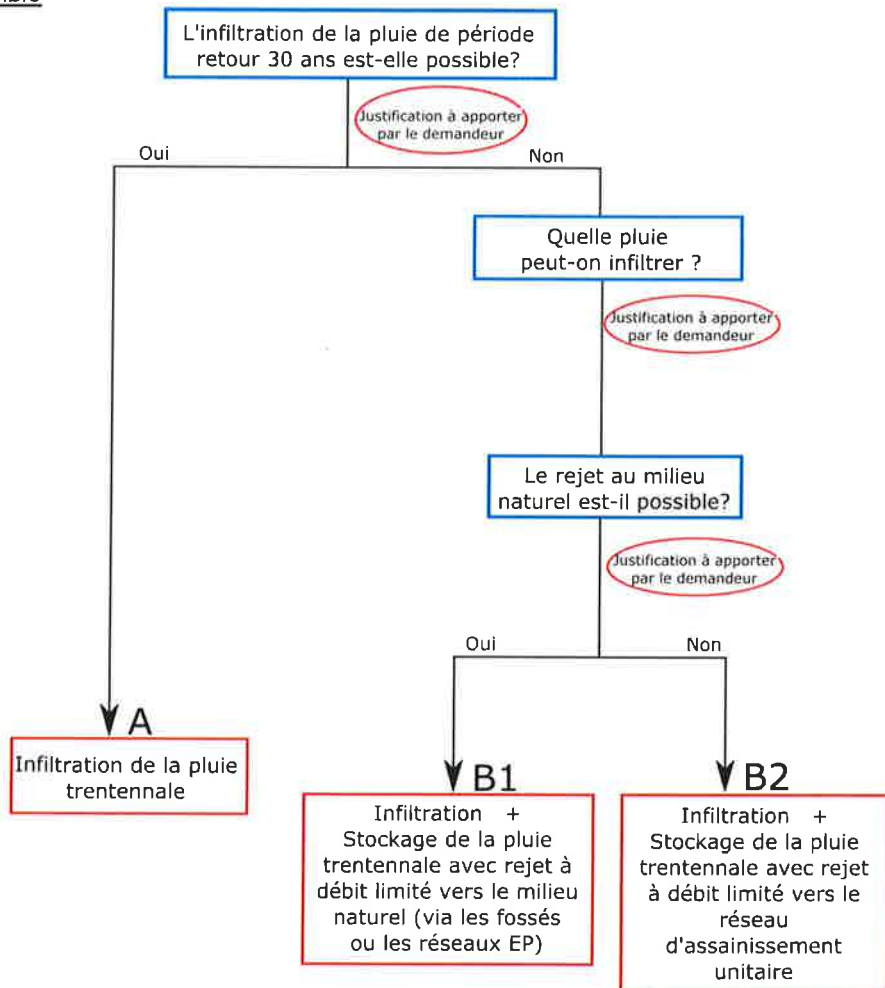 L'infiltration de la pluie de période
retour 30 ans est-elle possible?
Justification à apporter
par le demandeur
Oui
Non
Quelle pluie
peut-on infiltrer ?
Justification à apporter
par le demandeur
Le rejet au milieu
naturel est-il possible?
Justification à apporter
par le demandeur
Oui
Non
A
Infiltration de la pluie
trentennale
B1
Infiltration +
Stockage de la pluie
trentennale avec rejet à
débit limité vers le milieu
naturel (via les fossés
ou les réseaux EP)
B2
Infiltration +
Stockage de la pluie
trentennale avec rejet
à débit limité vers le
réseau
d'assainissement
unitaire